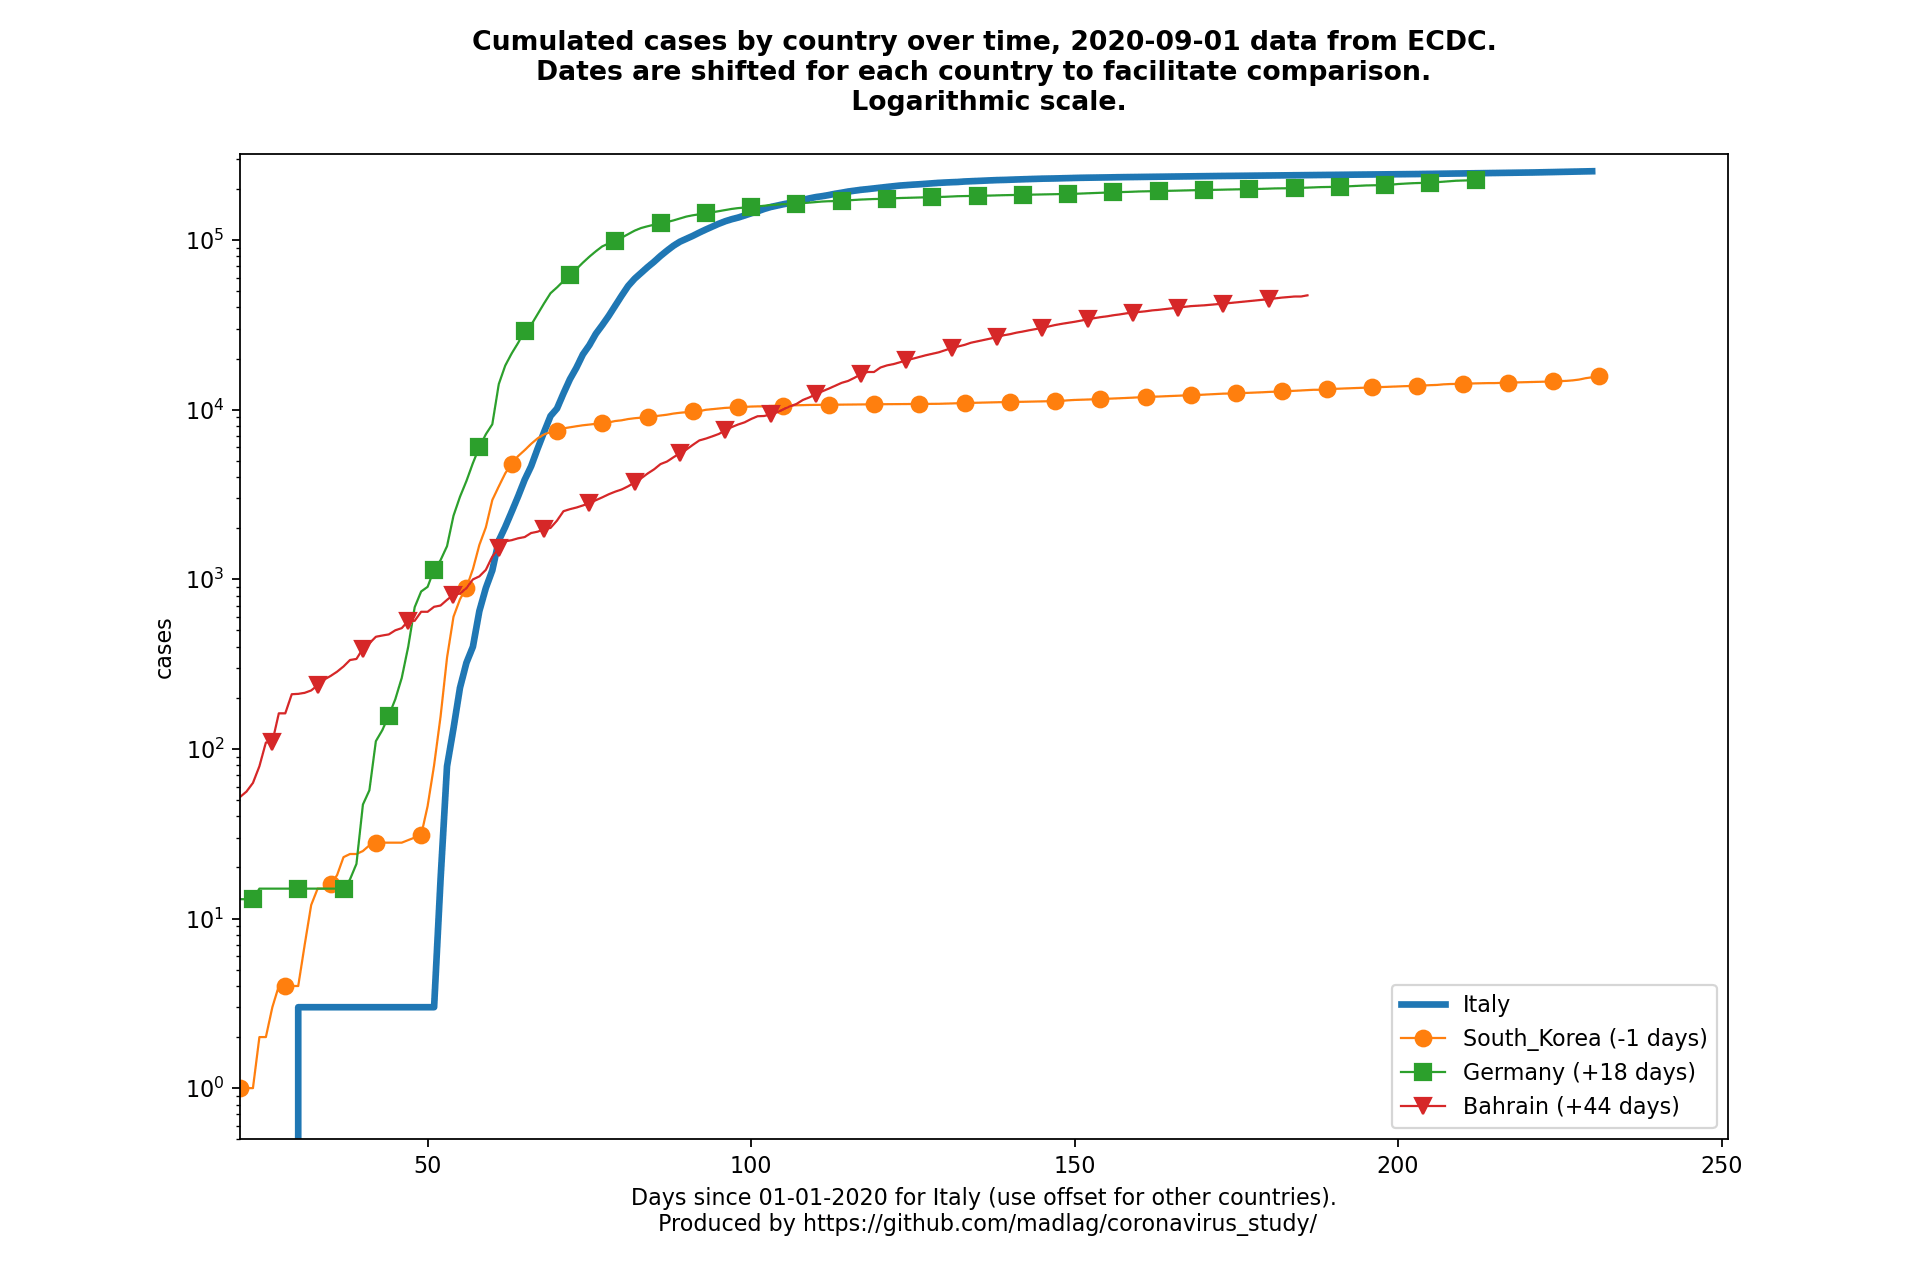 Cumulated cases by country over time, 2020-09-01 data from ECDC.
Dates are shifted for each country to facilitate comparison.
Logarithmic scale.
10^5
10^4
10^3
10^2
10^1
10^0
cases
50
100
150
200
250
Italy
South_Korea (-1 days)
Germany (+18 days)
Bahrain (+44 days)
Days since 01-01-2020 for Italy (use offset for other countries).
Produced by https://github.com/madlag/coronavirus_study/